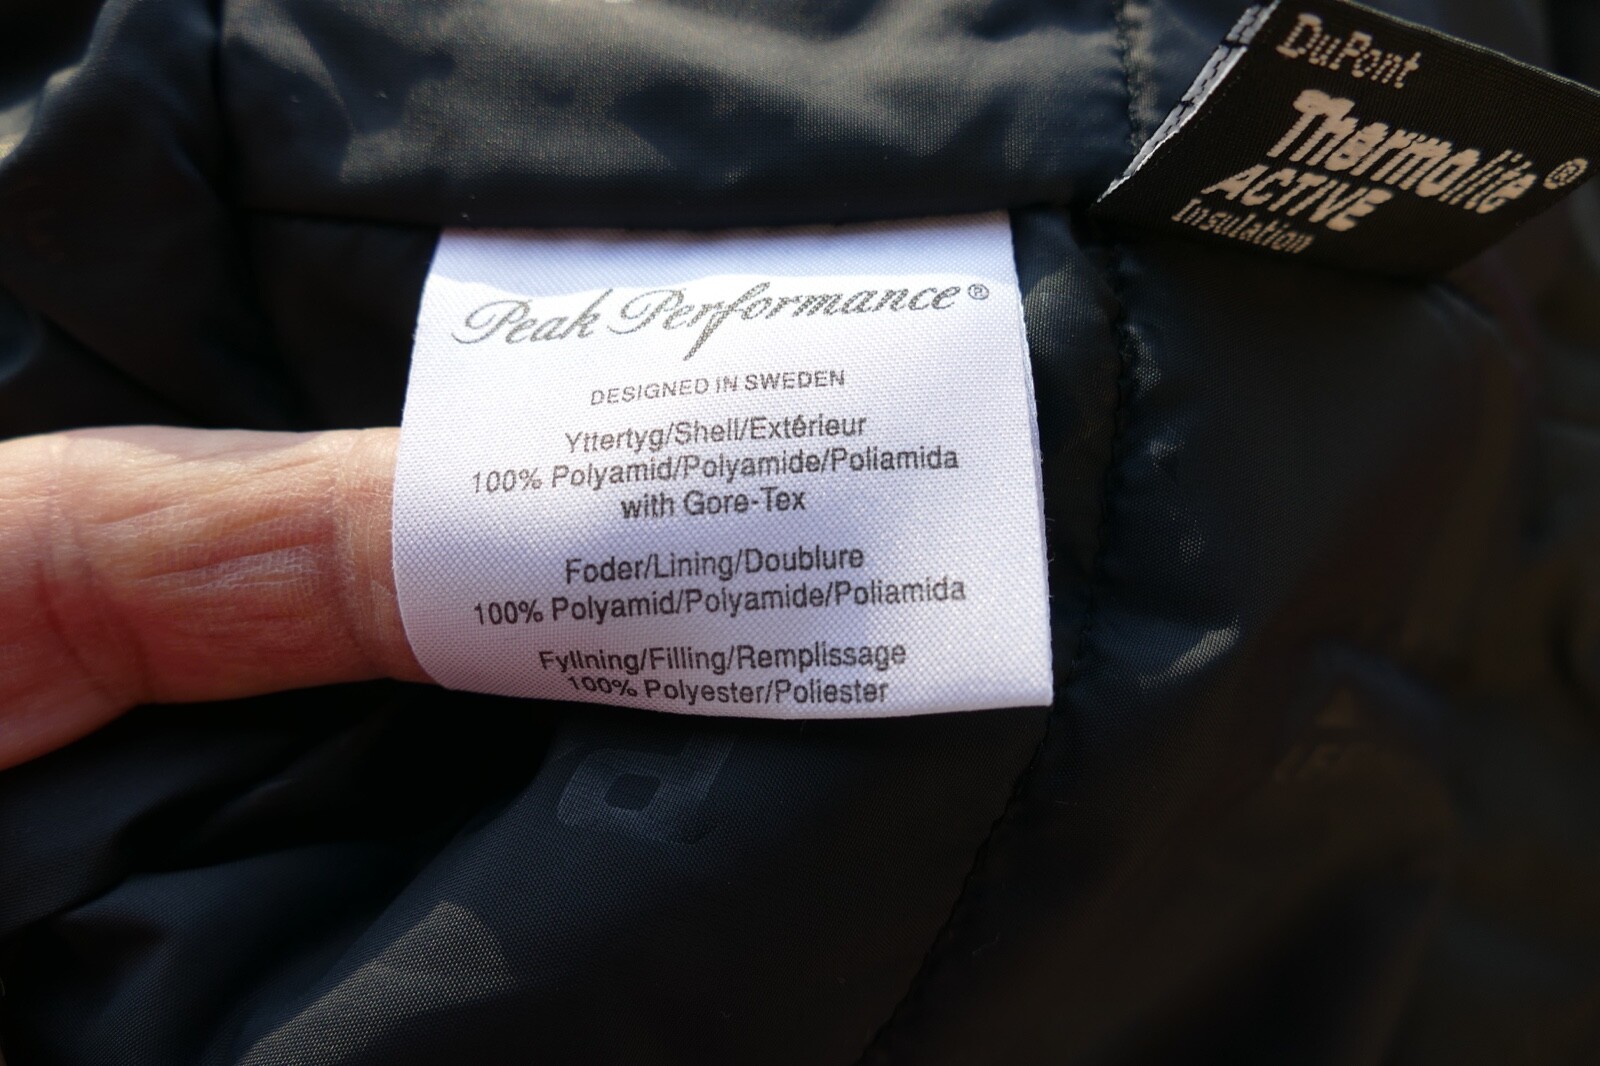 DuPont
Thermolite®
ACTIVE
Insulation
Peak Performance®
DESIGNED IN SWEDEN
Yttertyg/Shell/Extérieur
100% Polyamid/Polyamide/Poliamida
with Gore-Tex
Foder/Lining/Doublure
100% Polyamid/Polyamide/Poliamida
Fyllning/Filling/Remplissage
100% Polyester/Poliester